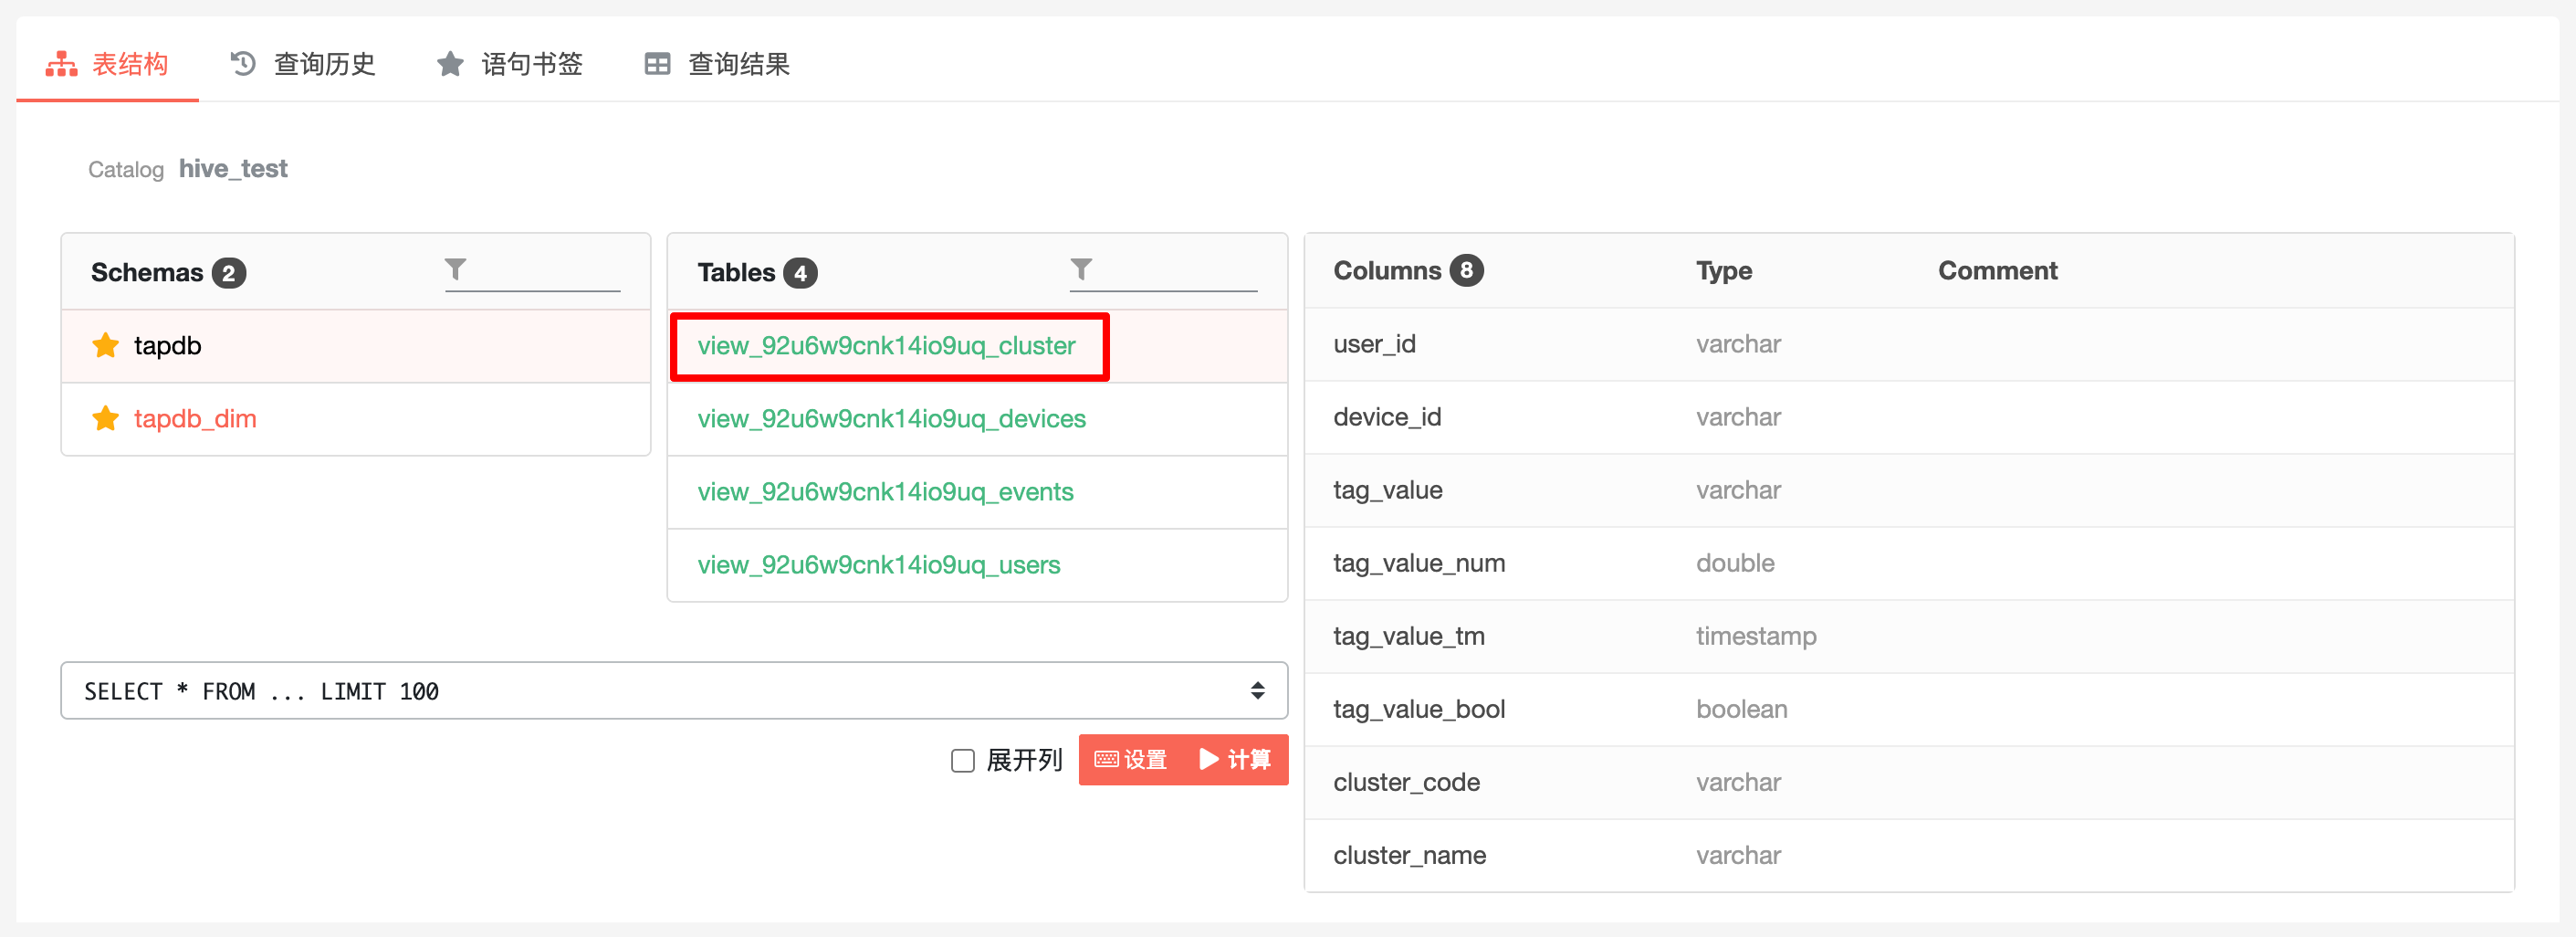 表结构 查询历史 语句书签 查询结果
Catalog hive_test
Schemas 2
tapdb
tapdb_dim
Tables 4
view_92u6w9cnk14io9uq_cluster
view_92u6w9cnk14io9uq_devices
view_92u6w9cnk14io9uq_events
view_92u6w9cnk14io9uq_users
SELECT * FROM ... LIMIT 100
展开列 设置 计算
Columns 8 Type Comment
user_id varchar
device_id varchar
tag_value varchar
tag_value_num double
tag_value_tm timestamp
tag_value_bool boolean
cluster_code varchar
cluster_name varchar